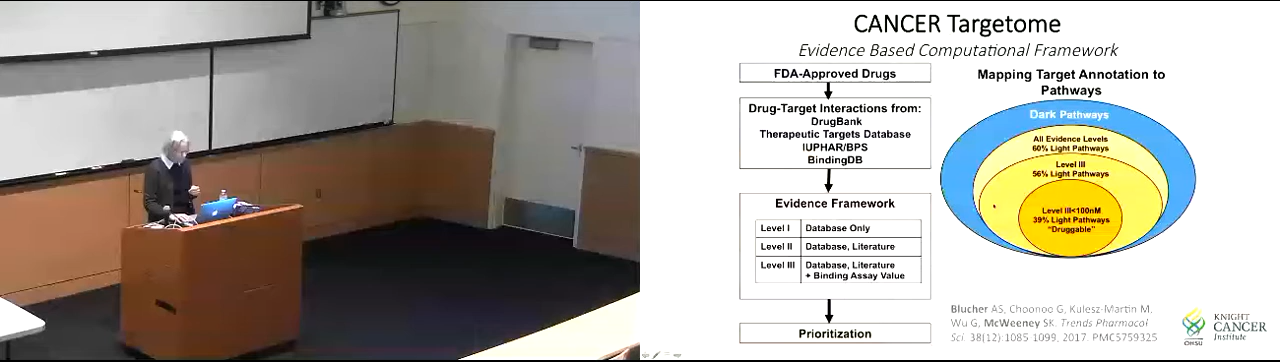 CANCER Targetome
Evidence Based Computational Framework
FDA-Approved Drugs
Drug-Target Interactions from:
DrugBank
Therapeutic Targets Database
IUPHAR/BPS
BindingDB
Evidence Framework
Level I Database Only
Level II Database, Literature
Level III Database, Literature
+ Binding Assay Value
Prioritization
Mapping Target Annotation to
Pathways
Dark Pathways
All Evidence Levels
60% Light Pathways
Level III
56% Light Pathways
Level III<100nM
39% Light Pathways
"Druggable"
Blucher AS, Choonoo G, Kulesz-Martin M,
Wu G, McWeeney SK. Trends Pharmacol
Sci. 38(12):1085 1099, 2017. PMC5759325
OHSU
KNIGHT
CANCER
Institute